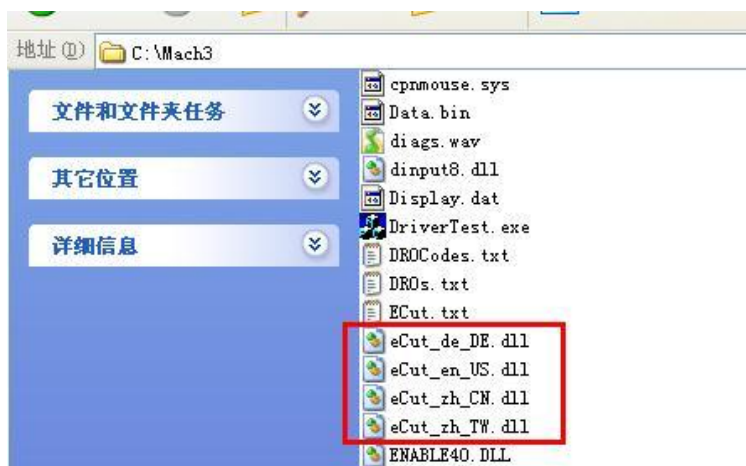 地址(D) C:\Mach3
文件和文件夹任务
其它位置
详细信息
cpnmouse.sys
Data.bin
diags.wav
dinput8.dll
Display.dat
DriverTest.exe
DROCodes.txt
DROs.txt
ECut.txt
eCut_de_DE.dll
eCut_en_US.dll
eCut_zh_CN.dll
eCut_zh_TW.dll
ENABLE40.DLL